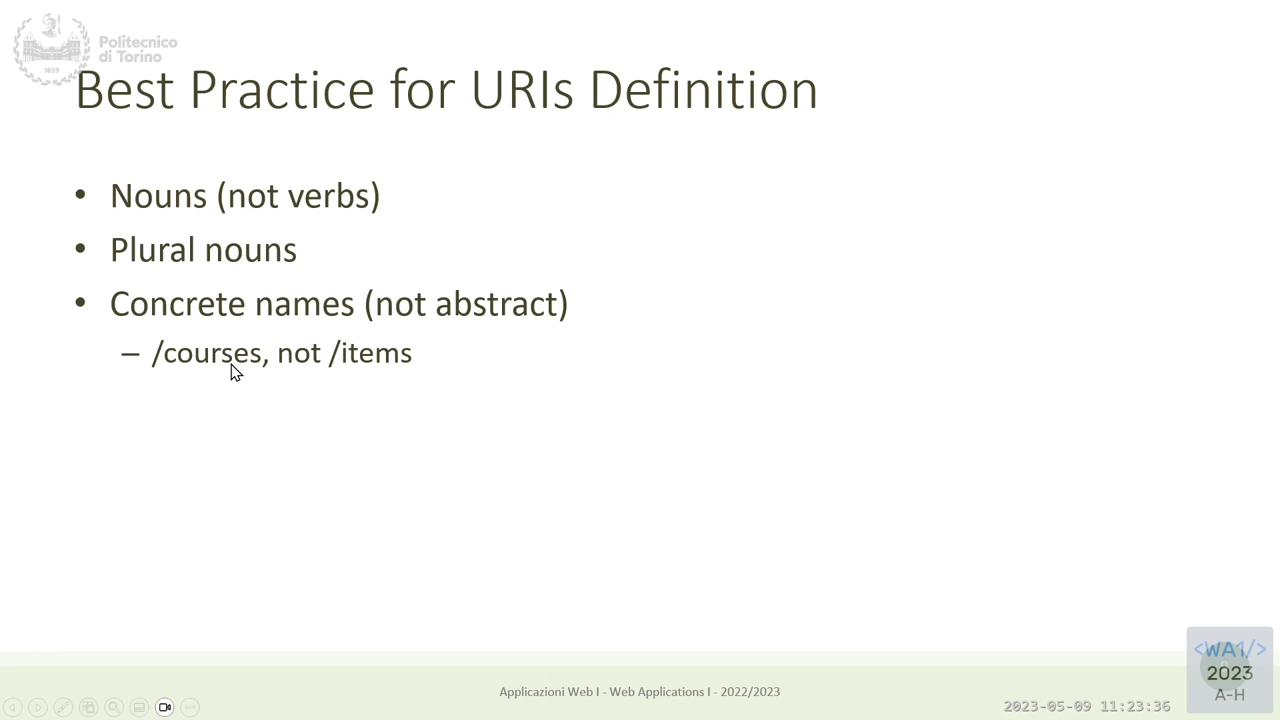 Politecnico
di Torino
1859
Best Practice for URIs Definition
• Nouns (not verbs)
• Plural nouns
• Concrete names (not abstract)
– /courses, not /items
Applicazioni Web I - Web Applications I - 2022/2023
2023-05-09 11:23:36
<WA1/>
2023
A-H